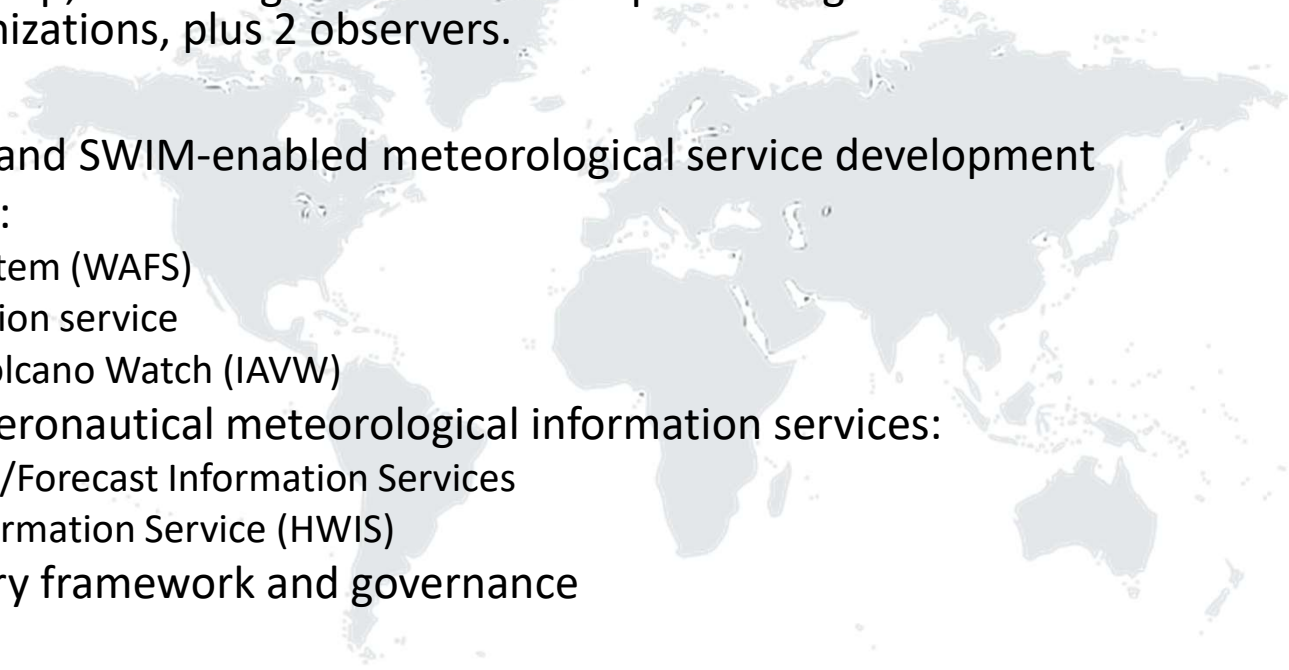 nizations, plus 2 observers.
and SWIM-enabled meteorological service development
:
tem (WAFS)
ion service
olcano Watch (IAVW)
eronautical meteorological information services:
/Forecast Information Services
rmation Service (HWIS)
ry framework and governance